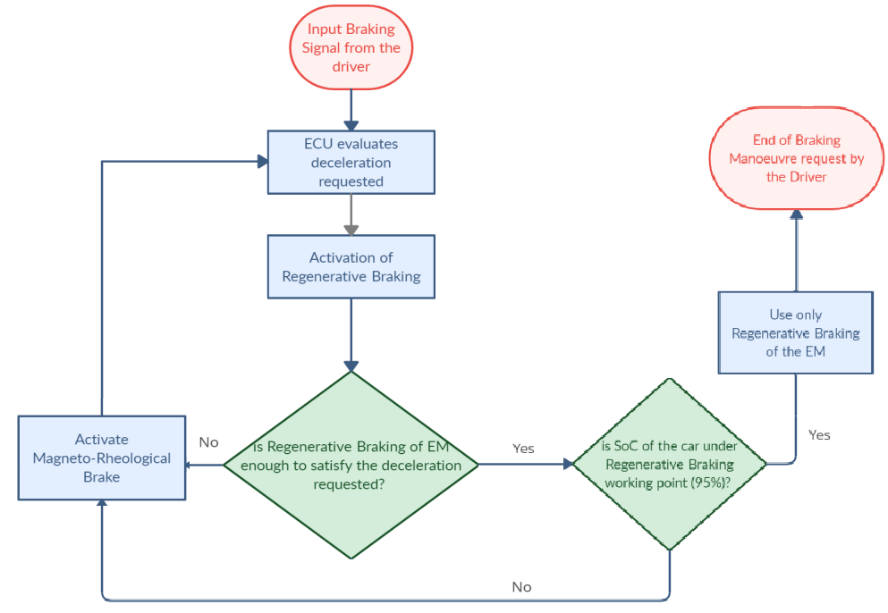 Input Braking
Signal from the
driver
ECU evaluates
deceleration
requested
End of Braking
Manoeuvre request by
the Driver
Activation of
Regenerative Braking
Use only
Regenerative Braking
of the EM
Activate
Magneto-Rheological
Brake
No
is Regenerative Braking of EM
enough to satisfy the deceleration
requested?
Yes
is SoC of the car under
Regenerative Braking
working point (95%)?
Yes
No